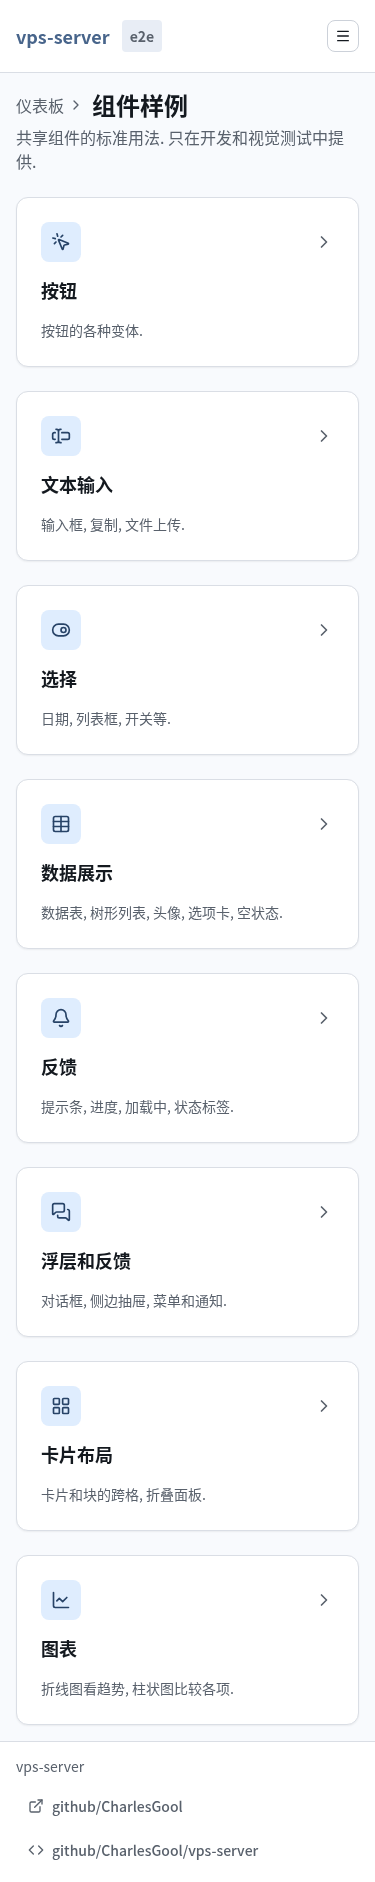 vps-server e2e
仪表板 组件样例
共享组件的标准用法. 只在开发和视觉测试中提
供.
按钮
按钮的各种变体.
文本输入
输入框, 复制, 文件上传.
选择
日期, 列表框, 开关等.
数据展示
数据表, 树形列表, 头像, 选项卡, 空状态.
反馈
提示条, 进度, 加载中, 状态标签.
浮层和反馈
对话框, 侧边抽屉, 菜单和通知.
卡片布局
卡片和块的跨格, 折叠面板.
图表
折线图看趋势, 柱状图比较各项.
vps-server
github/CharlesGool
github/CharlesGool/vps-server